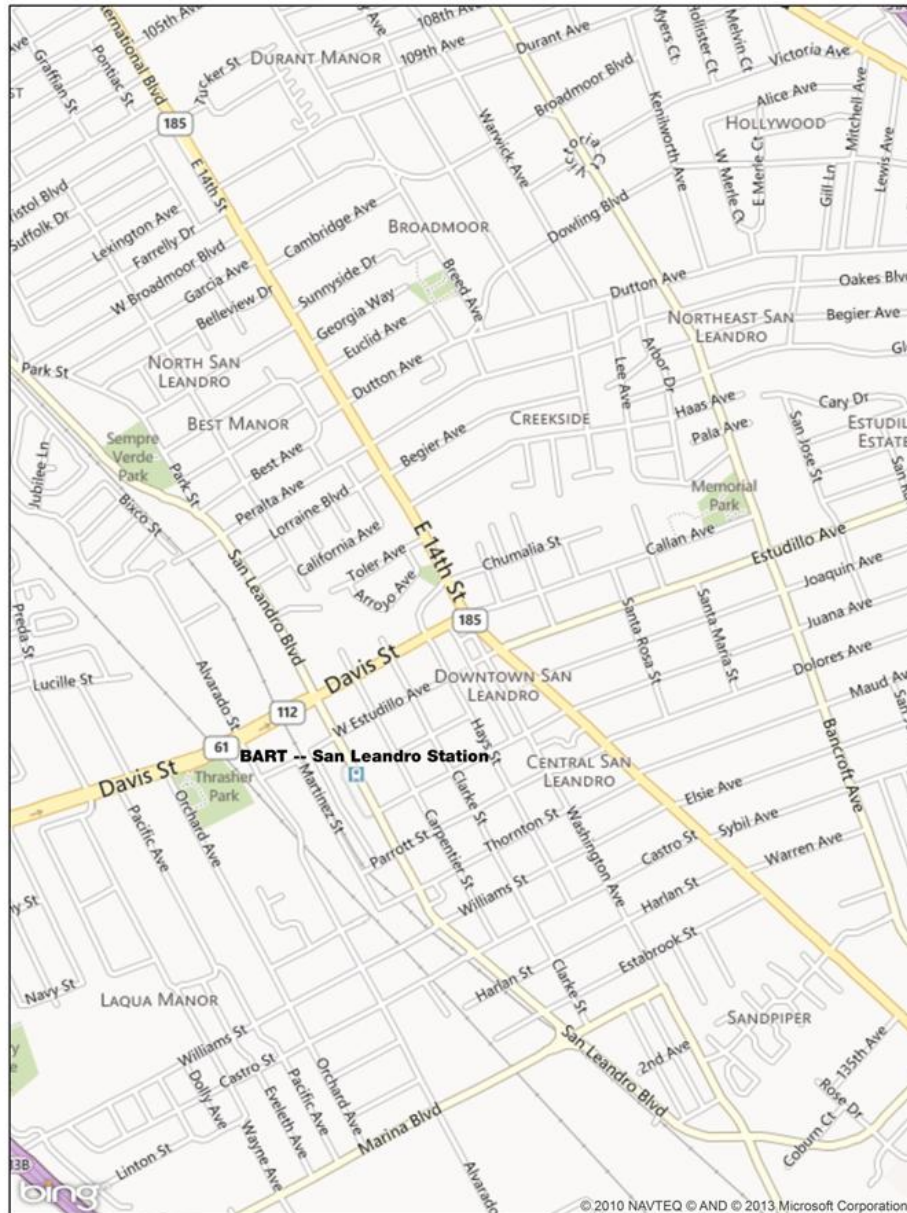 105th Ave
108th Ave
International Blvd
Graffian St
Pontiac St
Tucker St
DURANT MANOR
109th Ave
Durant Ave
Myers Ct
Hollister Ct
Melvin Ct
Victoria Ave
185
Broadmoor Blvd
Alice Ave
HOLLYWOOD
Mitchell Ave
Warwick Ave
Kenilworth Ave
Victoria Ct
E 14th St
W Merle Ct
E Merle Ct
Gill Ln
Lewis Ave
Bristol Blvd
Suffolk Dr
Lexington Ave
Farrelly Dr
Cambridge Ave
BROADMOOR
Dowling Blvd
W Broadmoor Blvd
Garcia Ave
Sunnyside Dr
Breed Ave
Belleview Dr
Georgia Way
Dutton Ave
Oakes Blvd
Euclid Ave
NORTHEAST SAN
LEANDRO
Begier Ave
Park St
NORTH SAN
LEANDRO
Dutton Ave
Lee Ave
Arbor Dr
BEST MANOR
CREEKSIDE
Haas Ave
Cary Dr
Pala Ave
ESTUDIL
ESTATE
Sempre
Verde
Park
Jubilee Ln
Park St
Best Ave
Begier Ave
San Jose St
Bixco St
Peralta Ave
Lorraine Blvd
Memorial
Park
California Ave
E 14th St
Chumalia St
Callan Ave
Estudillo Ave
Toler Ave
Arroyo Ave
San Leandro Blvd
Joaquin Ave
185
Preda St
Santa Rosa St
Santa Maria St
Juana Ave
Lucille St
Alvarado St
Davis St
DOWNTOWN SAN
LEANDRO
Dolores Ave
Maud Av
112
W Estudillo Ave
Hays St
61
BART -- San Leandro Station
CENTRAL SAN
LEANDRO
Bancroft Ave
Davis St
Thrasher
Park
Martinez St
Clarke St
Pacific Ave
Orchard Ave
Carpentier St
Thornton St
Washington Ave
Elsie Ave
Parrott St
Castro St
Sybil Ave
Williams St
Harlan St
Warren Ave
Estabrook St
Navy St
LAQUA MANOR
Harlan St
Clarke St
SANDPIPER
Williams St
San Leandro Blvd
2nd Ave
135th Ave
Castro St
Dolly Ave
Eveleth Ave
Pacific Ave
Orchard Ave
Rose Dr
Marina Blvd
Wayne Ave
Coburn Ct
Linton St
Alvarado
13B
bing
© 2010 NAVTEQ © AND © 2013 Microsoft Corporation